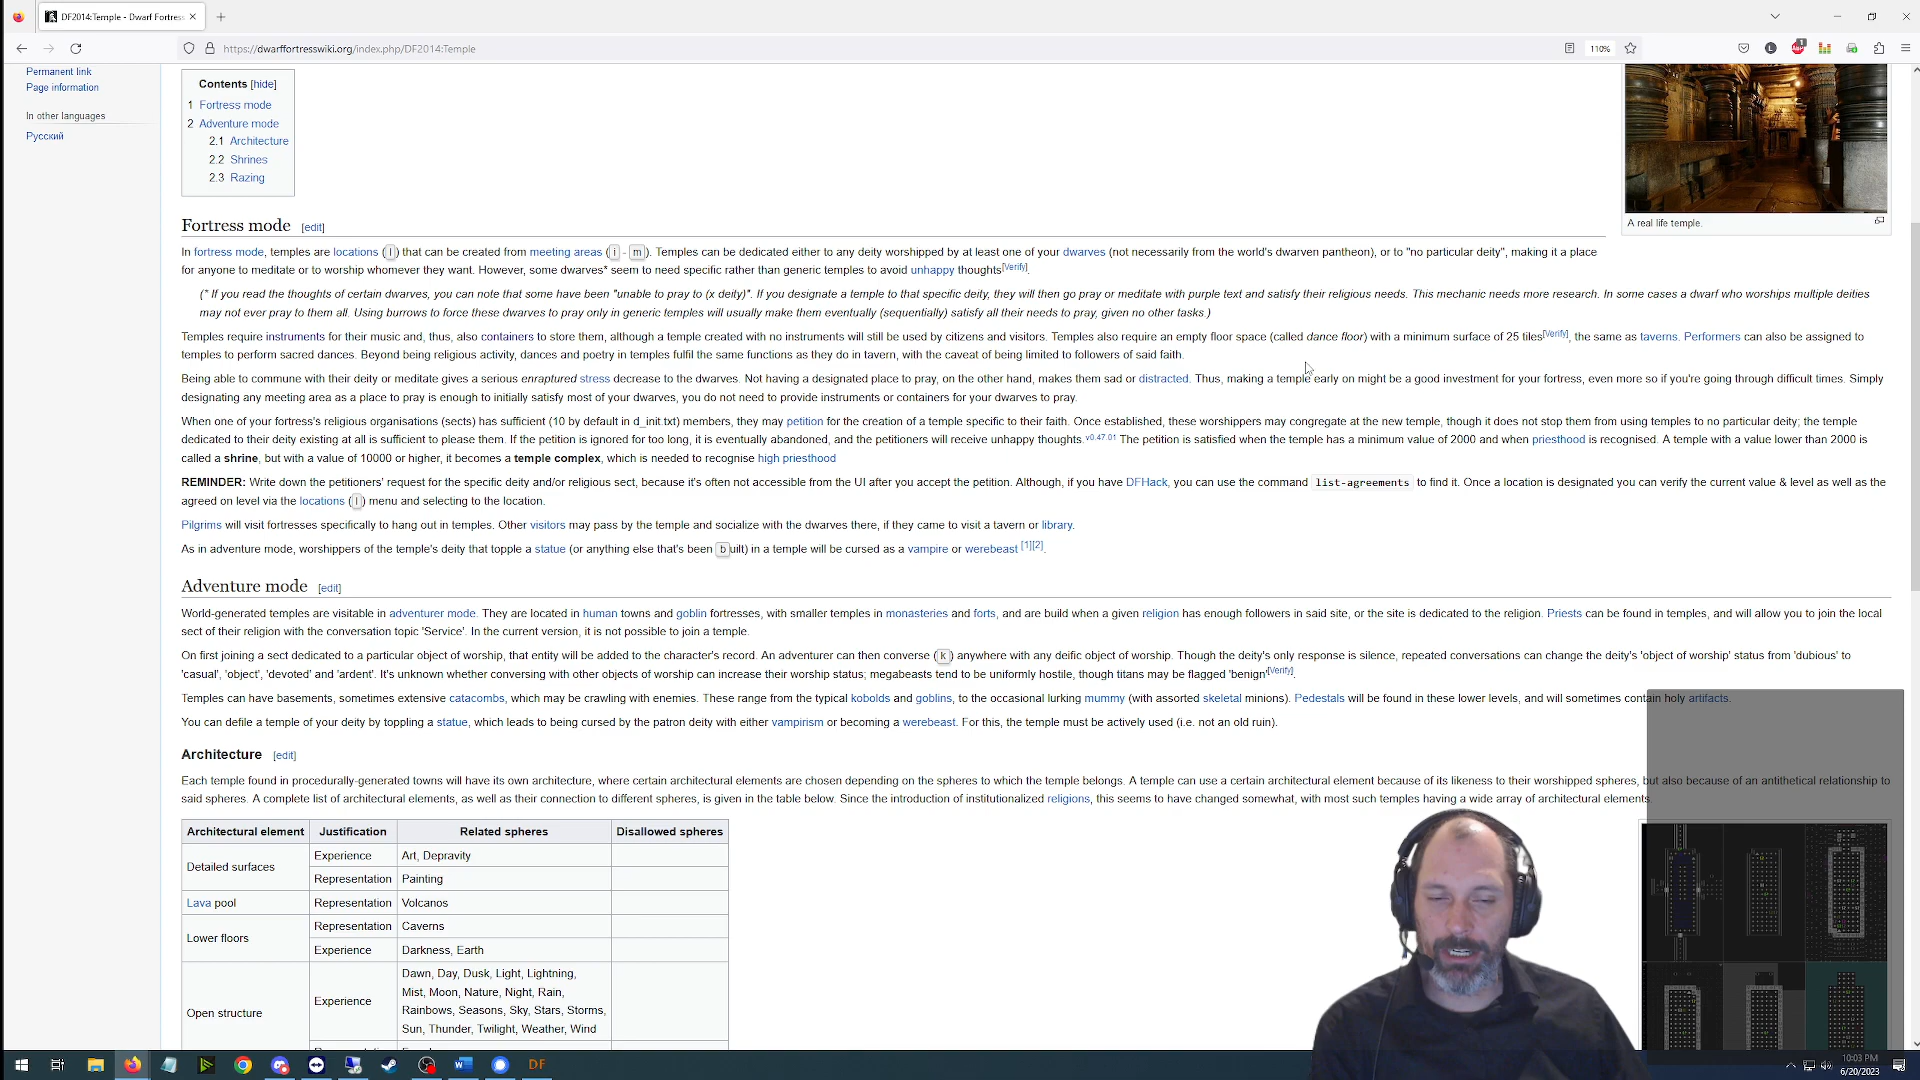 DF2014:Temple - Dwarf Fortress
https://dwarffortresswiki.org/index.php/DF2014:Temple
110%
Permanent link
Page information
In other languages
Русский
Contents [hide]
1 Fortress mode
2 Adventure mode
2.1 Architecture
2.2 Shrines
2.3 Razing
A real life temple.
Fortress mode [edit]
In fortress mode, temples are locations (l) that can be created from meeting areas (i - m). Temples can be dedicated either to any deity worshipped by at least one of your dwarves (not necessarily from the world's dwarven pantheon), or to "no particular deity", making it a place
for anyone to meditate or to worship whomever they want. However, some dwarves* seem to need specific rather than generic temples to avoid unhappy thoughts[Verify].
(* If you read the thoughts of certain dwarves, you can note that some have been "unable to pray to (x deity)". If you designate a temple to that specific deity, they will then go pray or meditate with purple text and satisfy their religious needs. This mechanic needs more research. In some cases a dwarf who worships multiple deities
may not ever pray to them all. Using burrows to force these dwarves to pray only in generic temples will usually make them eventually (sequentially) satisfy all their needs to pray, given no other tasks.)
Temples require instruments for their music and, thus, also containers to store them, although a temple created with no instruments will still be used by citizens and visitors. Temples also require an empty floor space (called dance floor) with a minimum surface of 25 tiles[Verify], the same as taverns. Performers can also be assigned to
temples to perform sacred dances. Beyond being religious activity, dances and poetry in temples fulfil the same functions as they do in tavern, with the caveat of being limited to followers of said faith.
Being able to commune with their deity or meditate gives a serious enraptured stress decrease to the dwarves. Not having a designated place to pray, on the other hand, makes them sad or distracted. Thus, making a temple early on might be a good investment for your fortress, even more so if you're going through difficult times. Simply
designating any meeting area as a place to pray is enough to initially satisfy most of your dwarves, you do not need to provide instruments or containers for your dwarves to pray.
When one of your fortress's religious organisations (sects) has sufficient (10 by default in d_init.txt) members, they may petition for the creation of a temple specific to their faith. Once established, these worshippers may congregate at the new temple, though it does not stop them from using temples to no particular deity; the temple
dedicated to their deity existing at all is sufficient to please them. If the petition is ignored for too long, it is eventually abandoned, and the petitioners will receive unhappy thoughts.v0.47.01 The petition is satisfied when the temple has a minimum value of 2000 and when priesthood is recognised. A temple with a value lower than 2000 is
called a shrine, but with a value of 10000 or higher, it becomes a temple complex, which is needed to recognise high priesthood
REMINDER: Write down the petitioners' request for the specific deity and/or religious sect, because it's often not accessible from the UI after you accept the petition. Although, if you have DFHack, you can use the command list-agreements to find it. Once a location is designated you can verify the current value & level as well as the
agreed on level via the locations (l) menu and selecting to the location.
Pilgrims will visit fortresses specifically to hang out in temples. Other visitors may pass by the temple and socialize with the dwarves there, if they came to visit a tavern or library.
As in adventure mode, worshippers of the temple's deity that topple a statue (or anything else that's been built) in a temple will be cursed as a vampire or werebeast [1][2].
Adventure mode [edit]
World-generated temples are visitable in adventurer mode. They are located in human towns and goblin fortresses, with smaller temples in monasteries and forts, and are build when a given religion has enough followers in said site, or the site is dedicated to the religion. Priests can be found in temples, and will allow you to join the local
sect of their religion with the conversation topic 'Service'. In the current version, it is not possible to join a temple.
On first joining a sect dedicated to a particular object of worship, that entity will be added to the character's record. An adventurer can then converse (k) anywhere with any deific object of worship. Though the deity's only response is silence, repeated conversations can change the deity's 'object of worship' status from 'dubious' to
'casual', 'object', 'devoted' and 'ardent'. It's unknown whether conversing with other objects of worship can increase their worship status; megabeasts tend to be uniformly hostile, though titans may be flagged 'benign'[Verify].
Temples can have basements, sometimes extensive catacombs, which may be crawling with enemies. These range from the typical kobolds and goblins, to the occasional lurking mummy (with assorted skeletal minions). Pedestals will be found in these lower levels, and will sometimes contain holy artifacts.
You can defile a temple of your deity by toppling a statue, which leads to being cursed by the patron deity with either vampirism or becoming a werebeast. For this, the temple must be actively used (i.e. not an old ruin).
Architecture [edit]
Each temple found in procedurally-generated towns will have its own architecture, where certain architectural elements are chosen depending on the spheres to which the temple belongs. A temple can use a certain architectural element because of its likeness to their worshipped spheres, but also because of an antithetical relationship to
said spheres. A complete list of architectural elements, as well as their connection to different spheres, is given in the table below. Since the introduction of institutionalized religions, this seems to have changed somewhat, with most such temples having a wide array of architectural elements
Architectural element Justification Related spheres Disallowed spheres
Detailed surfaces
Experience Art, Depravity
Representation Painting
Lava pool Representation Volcanos
Lower floors
Representation Caverns
Experience Darkness, Earth
Open structure
Experience
Dawn, Day, Dusk, Light, Lightning,
Mist, Moon, Nature, Night, Rain,
Rainbows, Seasons, Sky, Stars, Storms,
Sun, Thunder, Twilight, Weather, Wind
DF
10:03 PM
6/20/2023